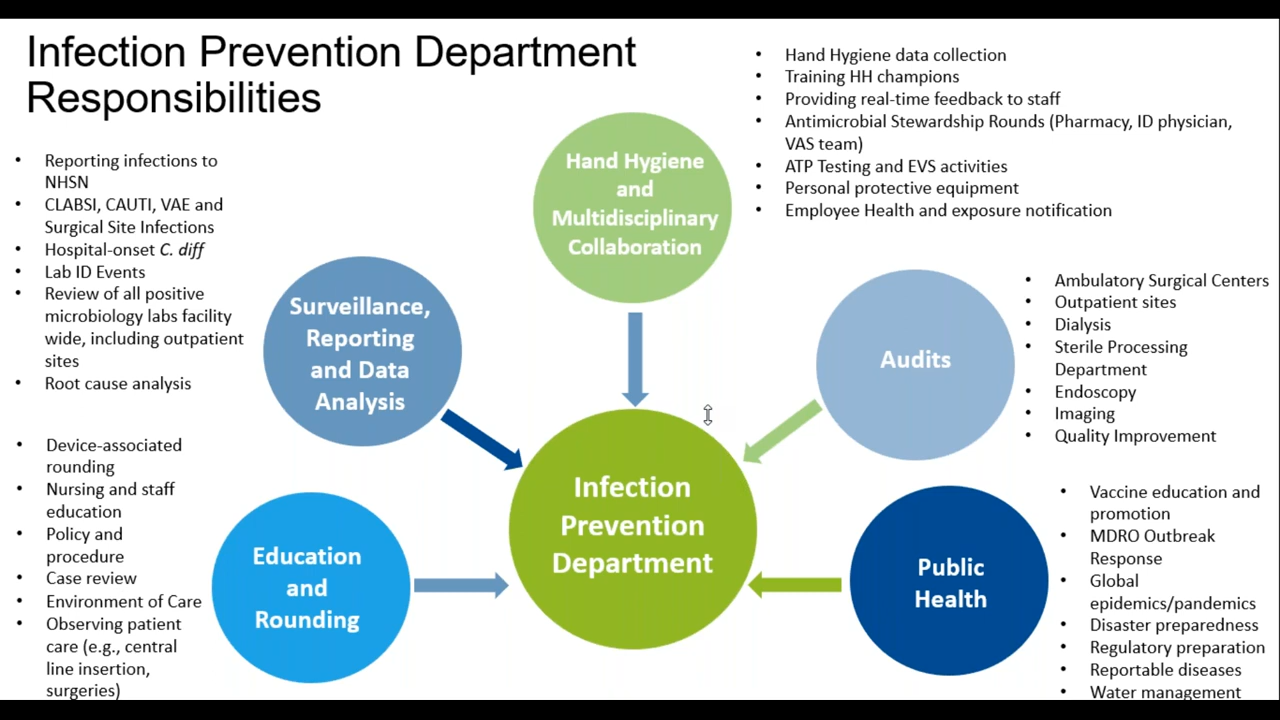 Infection Prevention Department
Responsibilities
• Reporting infections to
NHSN
• CLABSI, CAUTI, VAE and
Surgical Site Infections
• Hospital-onset C. diff
• Lab ID Events
• Review of all positive
microbiology labs facility
wide, including outpatient
sites
• Root cause analysis
• Device-associated
rounding
• Nursing and staff
education
• Policy and
procedure
• Case review
• Environment of Care
• Observing patient
care (e.g., central
line insertion,
surgeries)
Surveillance,
Reporting
and Data
Analysis
Education
and
Rounding
Hand Hygiene
and
Multidisciplinary
Collaboration
Infection
Prevention
Department
Audits
Public
Health
• Hand Hygiene data collection
• Training HH champions
• Providing real-time feedback to staff
• Antimicrobial Stewardship Rounds (Pharmacy, ID physician,
VAS team)
• ATP Testing and EVS activities
• Personal protective equipment
• Employee Health and exposure notification
• Ambulatory Surgical Centers
• Outpatient sites
• Dialysis
• Sterile Processing
Department
• Endoscopy
• Imaging
• Quality Improvement
• Vaccine education and
promotion
• MDRO Outbreak
Response
• Global
epidemics/pandemics
• Disaster preparedness
• Regulatory preparation
• Reportable diseases
• Water management